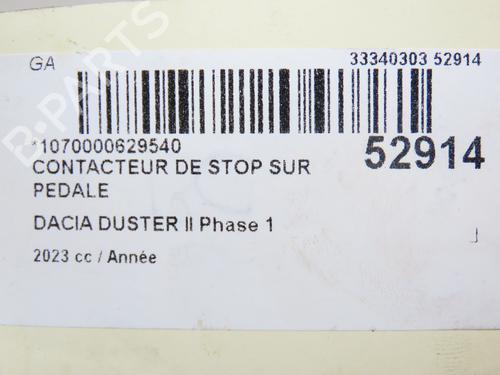 GA 33340303 52914
*1070000629540 52914
CONTACTEUR DE STOP SUR
PEDALE
DACIA DUSTER II Phase 1
2023 cc / Année